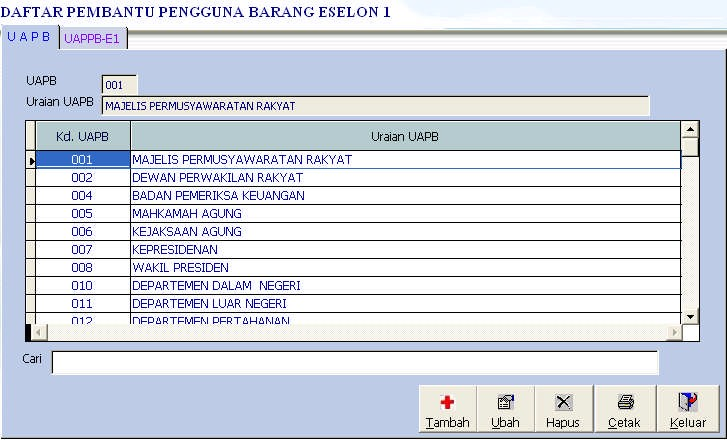 DAFTAR PEMBANTU PENGGUNA BARANG ESELON 1
U A P B UAPPB-E1
UAPB 001
Uraian UAPB MAJELIS PERMUSYAWARATAN RAKYAT
Kd. UAPB Uraian UAPB
001 MAJELIS PERMUSYAWARATAN RAKYAT
002 DEWAN PERWAKILAN RAKYAT
004 BADAN PEMERIKSA KEUANGAN
005 MAHKAMAH AGUNG
006 KEJAKSAAN AGUNG
007 KEPRESIDENAN
008 WAKIL PRESIDEN
010 DEPARTEMEN DALAM NEGERI
011 DEPARTEMEN LUAR NEGERI
012 DEPARTEMEN PERTAHANAN
Cari
Tambah Ubah Hapus Cetak Keluar